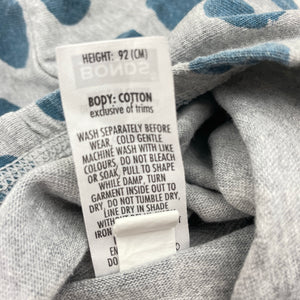 HEIGHT: 92 (CM)
BONDS
BODY: COTTON
exclusive of trims
WASH SEPARATELY BEFORE
WEAR, COLD GENTLE
MACHINE WASH WITH LIKE
COLOURS, DO NOT BLEACH
OR SOAK, PULL TO SHAPE
WHILE DAMP, TURN
GARMENT INSIDE OUT TO
DRY, DO NOT TUMBLE DRY,
LINE DRY IN SHADE
WITHOUT
IRON